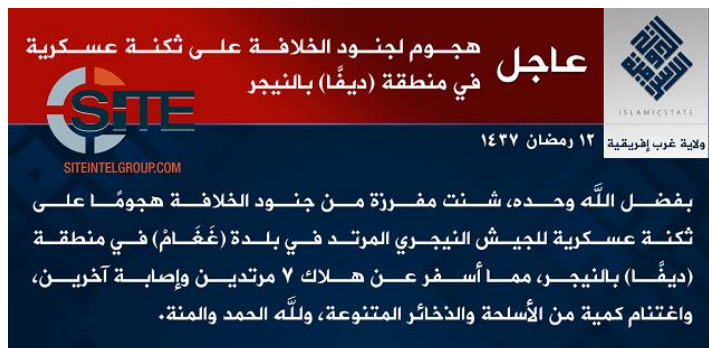 عاجل
هجوم لجنود الخلافة على ثكنة عسكرية
في منطقة (ديفَّا) بالنيجر
ISLAMICSTATE
ولاية غرب إفريقية
١٢ رمضان ١٤٣٧
SITE
SITEINTELGROUP.COM
بفضل اللَّه وحده، شنت مفرزة من جنود الخلافة هجومًا على
ثكنة عسكرية للجيش النيجري المرتد في بلدة (غَغَامْ) في منطقة
(ديفَّا) بالنيجر، مما أسفر عن هلاك ٧ مرتدين وإصابة آخرين،
واغتنام كمية من الأسلحة والذخائر المتنوعة، وللَّه الحمد والمنة.